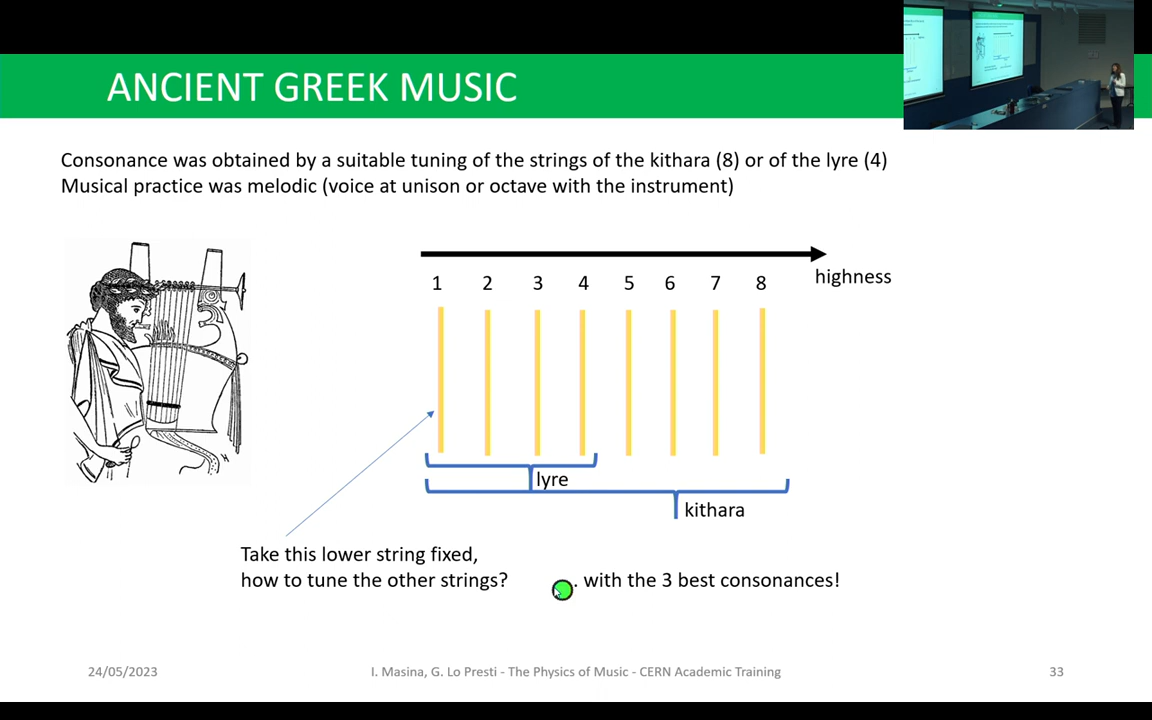 ANCIENT GREEK MUSIC
Consonance was obtained by a suitable tuning of the strings of the kithara (8) or of the lyre (4)
Musical practice was melodic (voice at unison or octave with the instrument)
highness
1 2 3 4 5 6 7 8
lyre
kithara
Take this lower string fixed,
how to tune the other strings?
. with the 3 best consonances!
24/05/2023
I. Masina, G. Lo Presti - The Physics of Music - CERN Academic Training
33